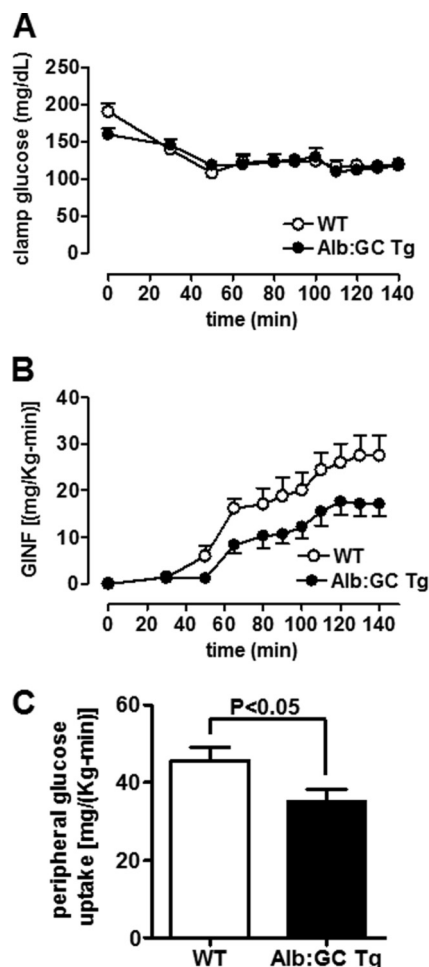 A
clamp glucose (mg/dL)
250
200
150
100
50
0
WT
Alb:GC Tg
0 20 40 60 80 100 120 140
time (min)
B
GINF [(mg/Kg-min)]
40
30
20
10
0
WT
Alb:GC Tg
0 20 40 60 80 100 120 140
time (min)
C
peripheral glucose
uptake [mg/(Kg-min)]
60
40
20
0
P<0.05
WT Alb:GC Tg